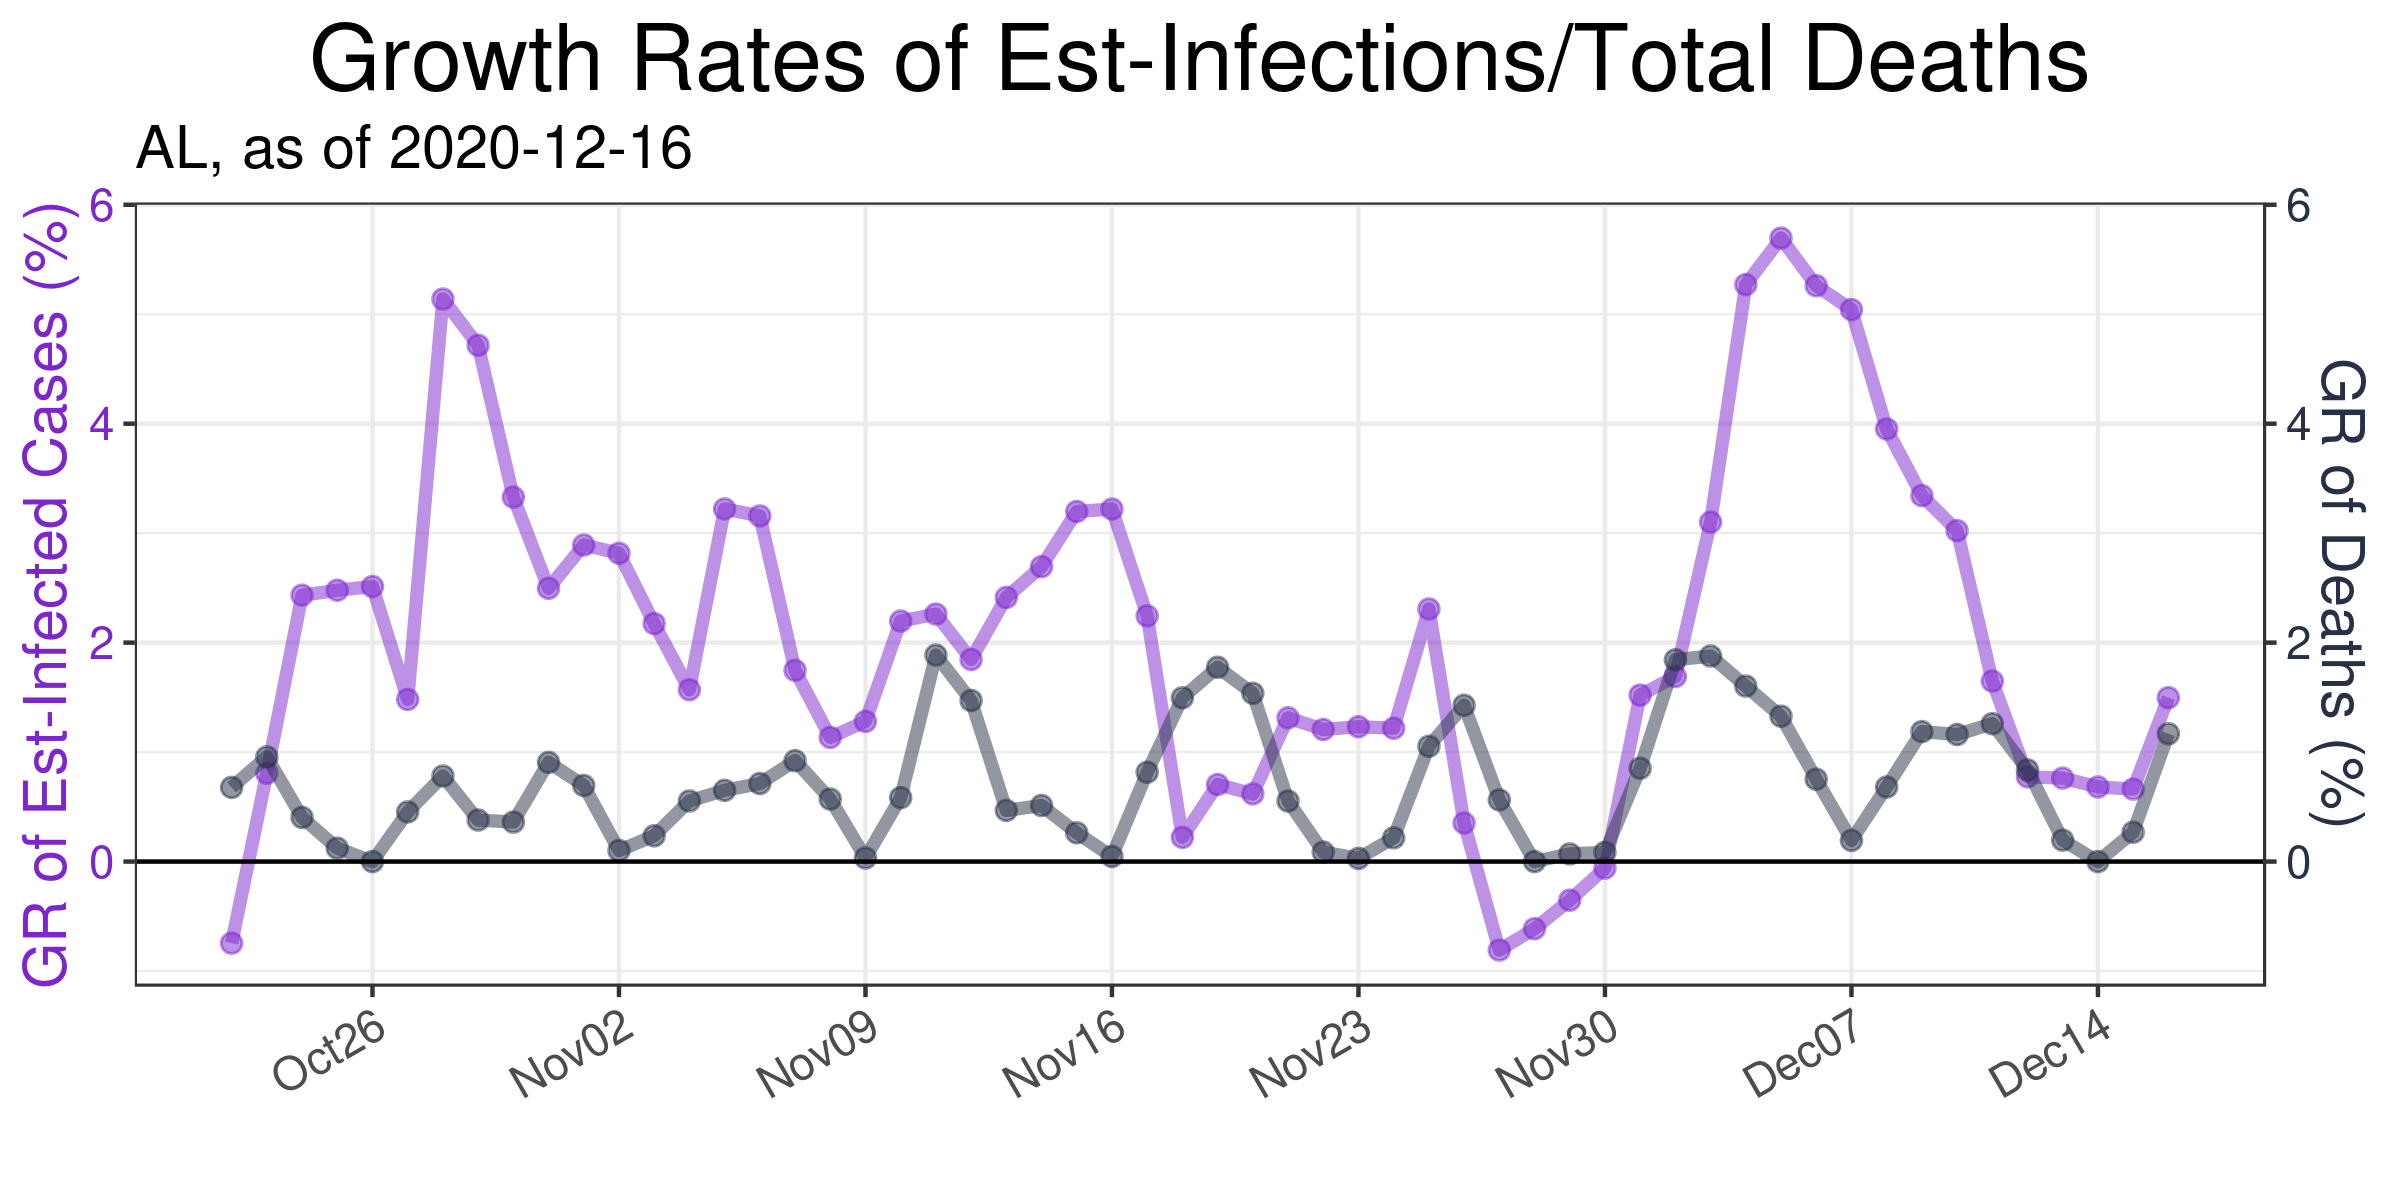 Growth Rates of Est-Infections/Total Deaths
AL, as of 2020-12-16
GR of Est-Infected Cases (%)
6
4
2
0
6
4
2
0
GR of Deaths (%)
Oct26
Nov02
Nov09
Nov16
Nov23
Nov30
Dec07
Dec14